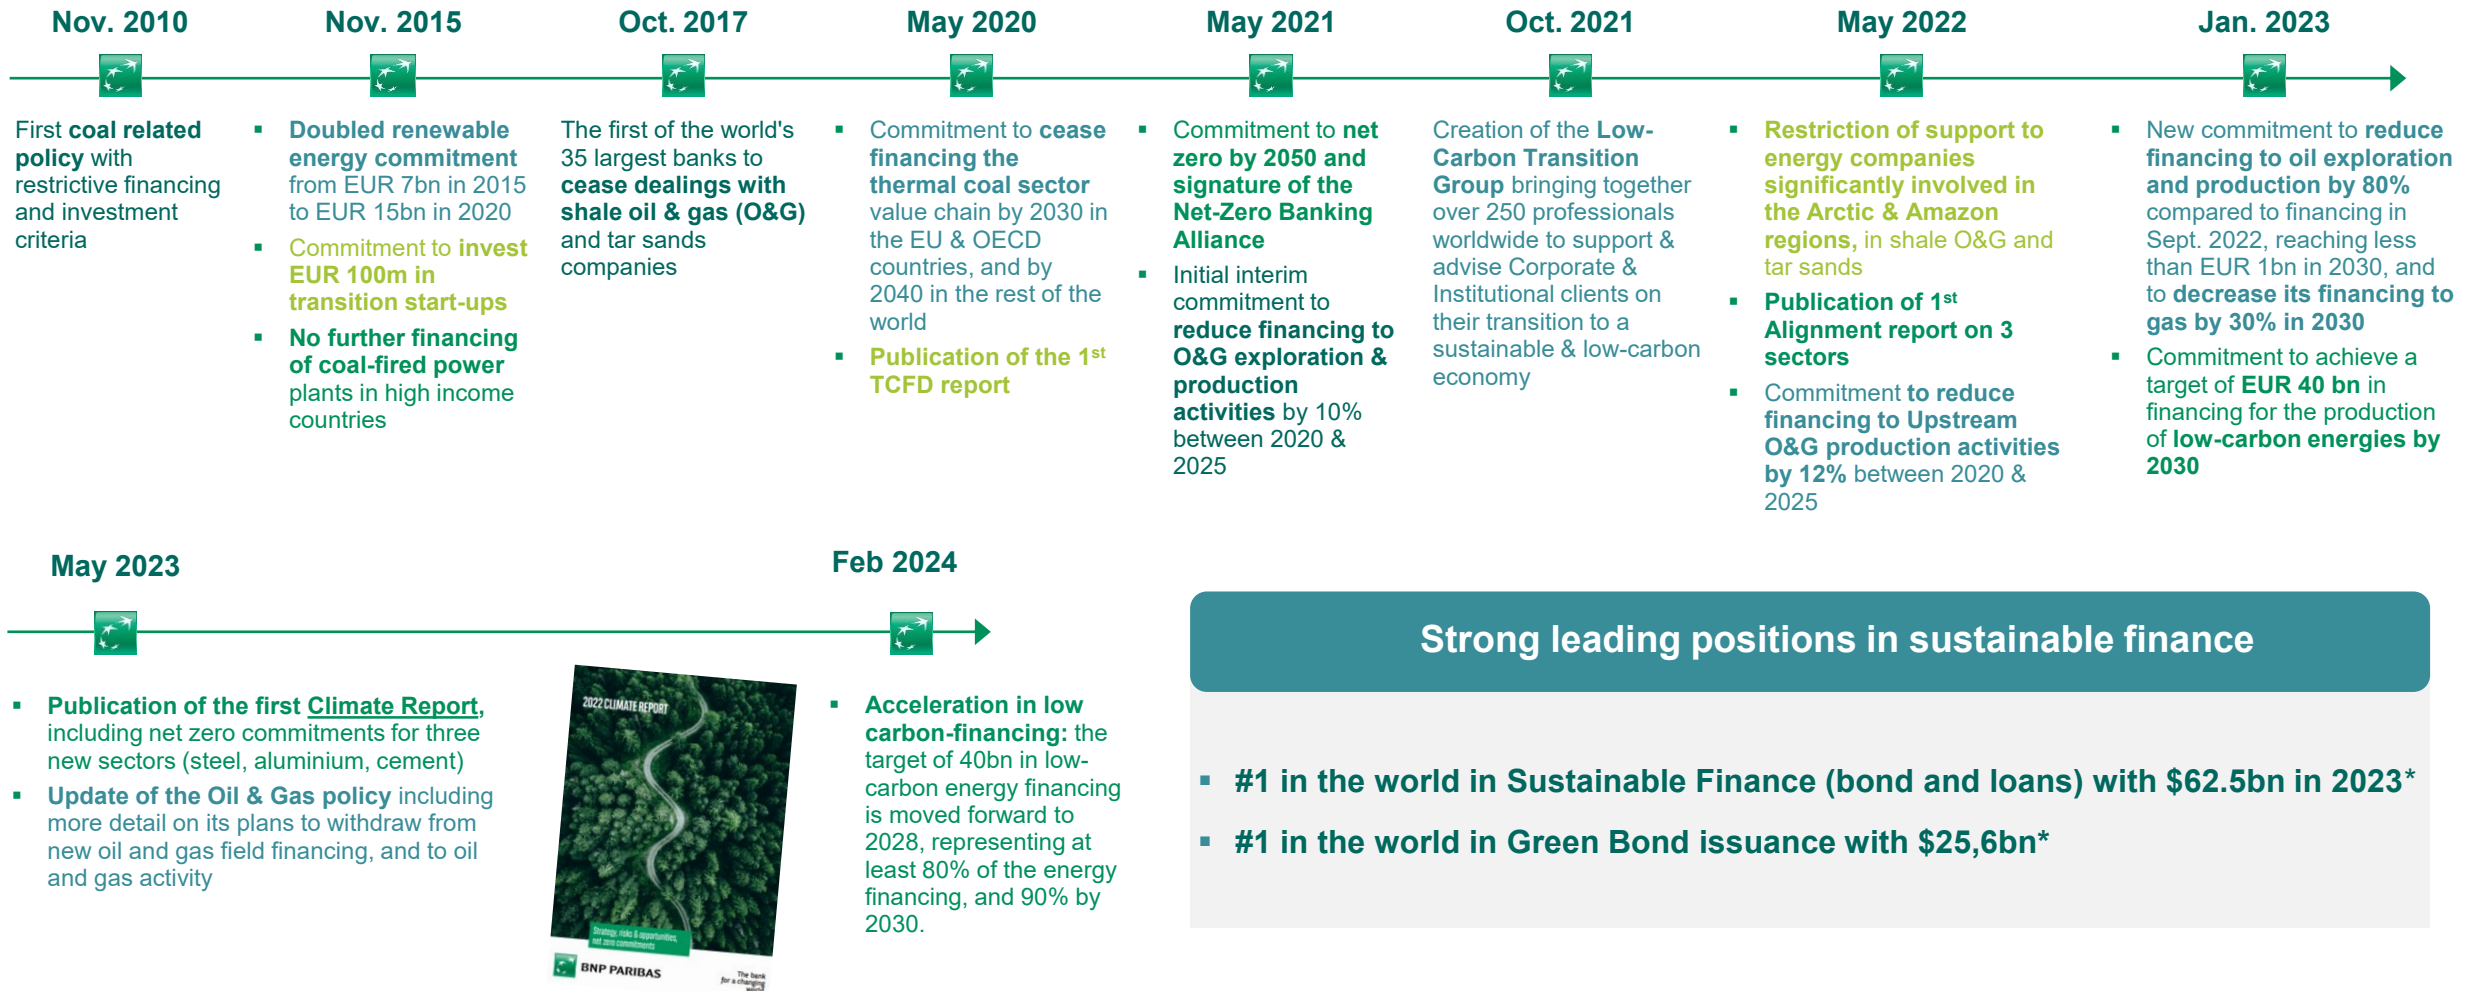 Nov. 2010
First coal related
policy with
restrictive financing
and investment
criteria
Nov. 2015
▪ Doubled renewable
energy commitment
from EUR 7bn in 2015
to EUR 15bn in 2020
▪ Commitment to invest
EUR 100m in
transition start-ups
▪ No further financing
of coal-fired power
plants in high income
countries
Oct. 2017
The first of the world's
35 largest banks to
cease dealings with
shale oil & gas (O&G)
and tar sands
companies
May 2020
▪ Commitment to cease
financing the
thermal coal sector
value chain by 2030 in
the EU & OECD
countries, and by
2040 in the rest of the
world
▪ Publication of the 1st
TCFD report
May 2021
▪ Commitment to net
zero by 2050 and
signature of the
Net-Zero Banking
Alliance
▪ Initial interim
commitment to
reduce financing to
O&G exploration &
production
activities by 10%
between 2020 &
2025
Oct. 2021
Creation of the Low-
Carbon Transition
Group bringing together
over 250 professionals
worldwide to support &
advise Corporate &
Institutional clients on
their transition to a
sustainable & low-carbon
economy
May 2022
▪ Restriction of support to
energy companies
significantly involved in
the Arctic & Amazon
regions, in shale O&G and
tar sands
▪ Publication of 1st
Alignment report on 3
sectors
▪ Commitment to reduce
financing to Upstream
O&G production activities
by 12% between 2020 &
2025
Jan. 2023
▪ New commitment to reduce
financing to oil exploration
and production by 80%
compared to financing in
Sept. 2022, reaching less
than EUR 1bn in 2030, and
to decrease its financing to
gas by 30% in 2030
▪ Commitment to achieve a
target of EUR 40 bn in
financing for the production
of low-carbon energies by
2030
May 2023
▪ Publication of the first Climate Report,
including net zero commitments for three
new sectors (steel, aluminium, cement)
▪ Update of the Oil & Gas policy including
more detail on its plans to withdraw from
new oil and gas field financing, and to oil
and gas activity
2022 CLIMATE REPORT
Strategy, risks & opportunities,
net zero commitments
BNP PARIBAS
The bank
for a changing
world
Feb 2024
▪ Acceleration in low
carbon-financing: the
target of 40bn in low-
carbon energy financing
is moved forward to
2028, representing at
least 80% of the energy
financing, and 90% by
2030.
Strong leading positions in sustainable finance
▪ #1 in the world in Sustainable Finance (bond and loans) with $62.5bn in 2023*
▪ #1 in the world in Green Bond issuance with $25,6bn*